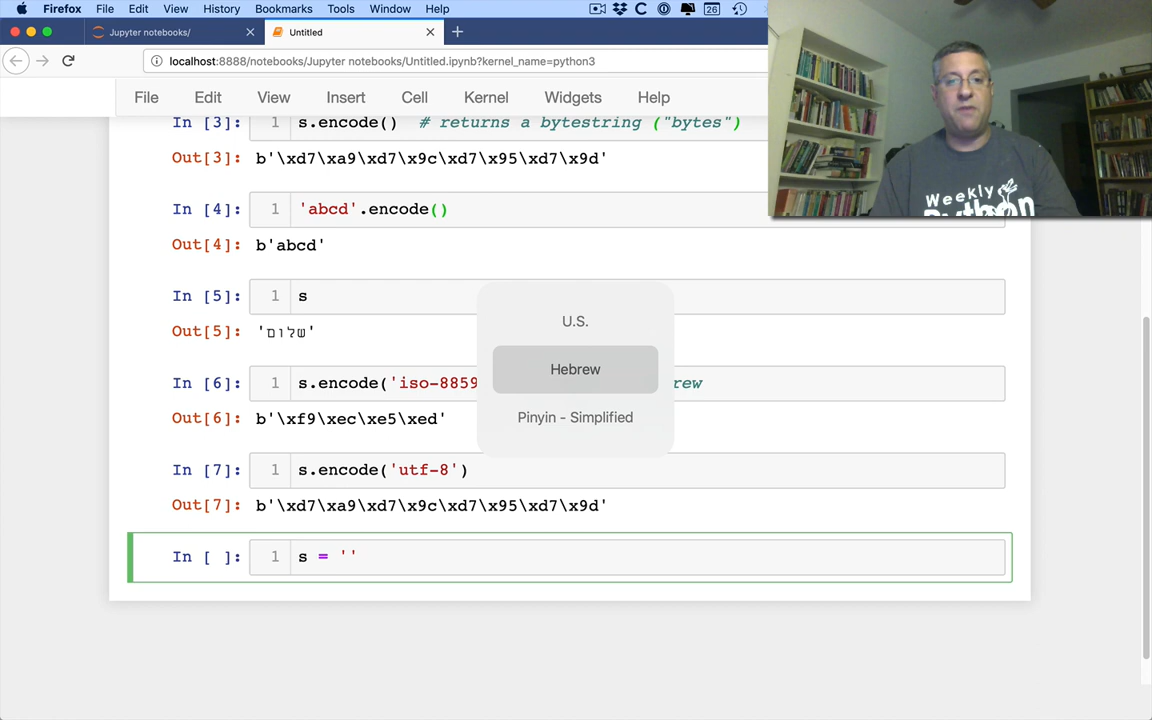 Firefox File Edit View History Bookmarks Tools Window Help 26
Jupyter notebooks/ Untitled
localhost:8888/notebooks/Jupyter notebooks/Untitled.ipynb?kernel_name=python3
File Edit View Insert Cell Kernel Widgets Help
In [3]: 1 s.encode() # returns a bytestring ("bytes")
Out[3]: b'\xd7\xa9\xd7\x9c\xd7\x95\xd7\x9d'
In [4]: 1 'abcd'.encode()
Out[4]: b'abcd'
In [5]: 1 s
Out[5]: 'שלום'
In [6]: 1 s.encode('iso-8859 rew
Out[6]: b'\xf9\xec\xe5\xed'
In [7]: 1 s.encode('utf-8')
Out[7]: b'\xd7\xa9\xd7\x9c\xd7\x95\xd7\x9d'
In [ ]: 1 s = ''
U.S.
Hebrew
Pinyin - Simplified
Weekly
Python